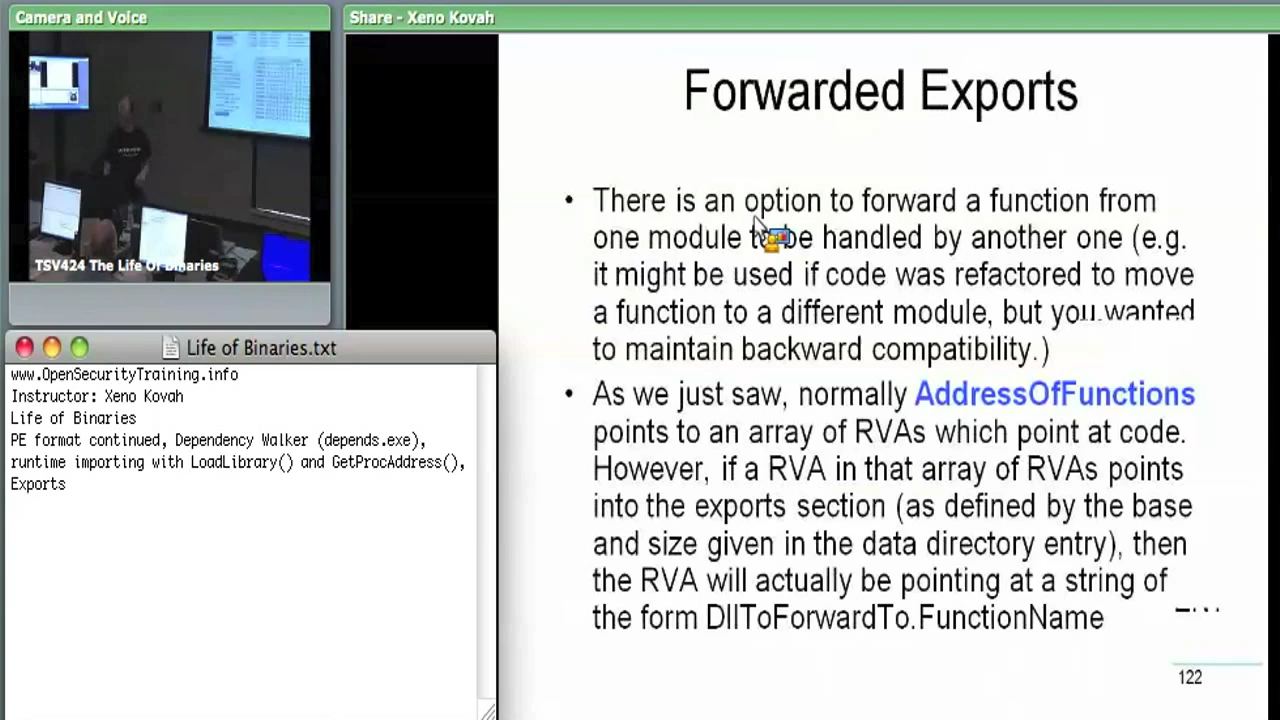 Camera and Voice
Share - Xeno Kovah
TSV424 The Life Of Binaries
Life of Binaries.txt
www.OpenSecurityTraining.info
Instructor: Xeno Kovah
Life of Binaries
PE format continued, Dependency Walker (depends.exe),
runtime importing with LoadLibrary() and GetProcAddress(),
Exports
Forwarded Exports
• There is an option to forward a function from
one module to be handled by another one (e.g.
it might be used if code was refactored to move
a function to a different module, but you wanted
to maintain backward compatibility.)
• As we just saw, normally AddressOfFunctions
points to an array of RVAs which point at code.
However, if a RVA in that array of RVAs points
into the exports section (as defined by the base
and size given in the data directory entry), then
the RVA will actually be pointing at a string of
the form DllToForwardTo.FunctionName
122